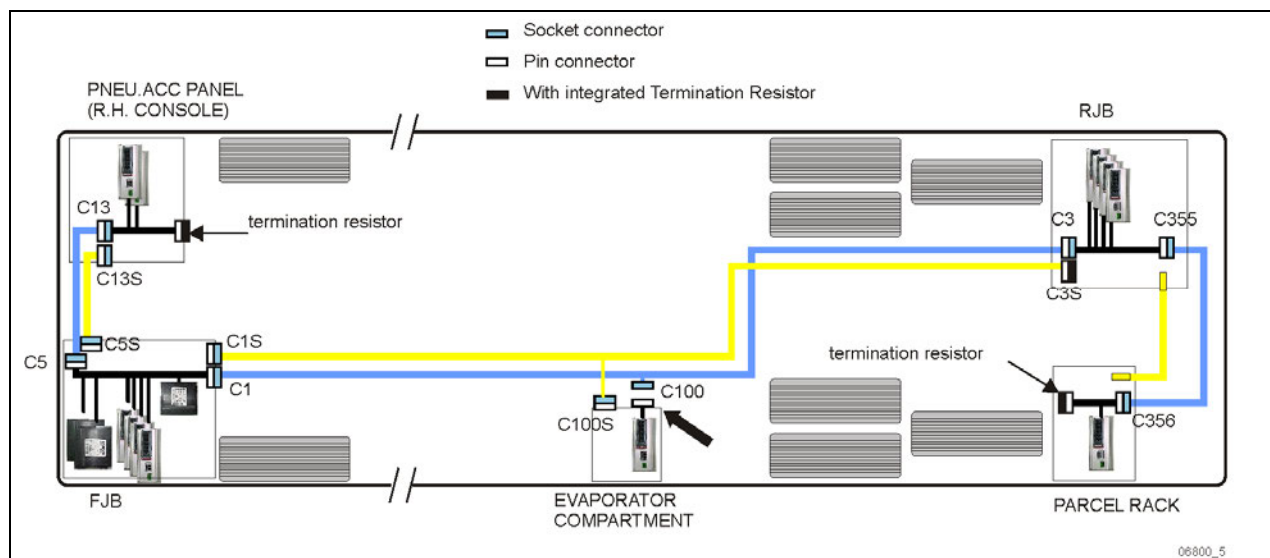 Socket connector
Pin connector
With integrated Termination Resistor
PNEU.ACC PANEL
(R.H. CONSOLE)
RJB
C13
termination resistor
C3
C355
C13S
C3S
C5
C5S
C1S
C1
termination resistor
C100
C100S
C356
FJB
EVAPORATOR
COMPARTMENT
PARCEL RACK
06800_5